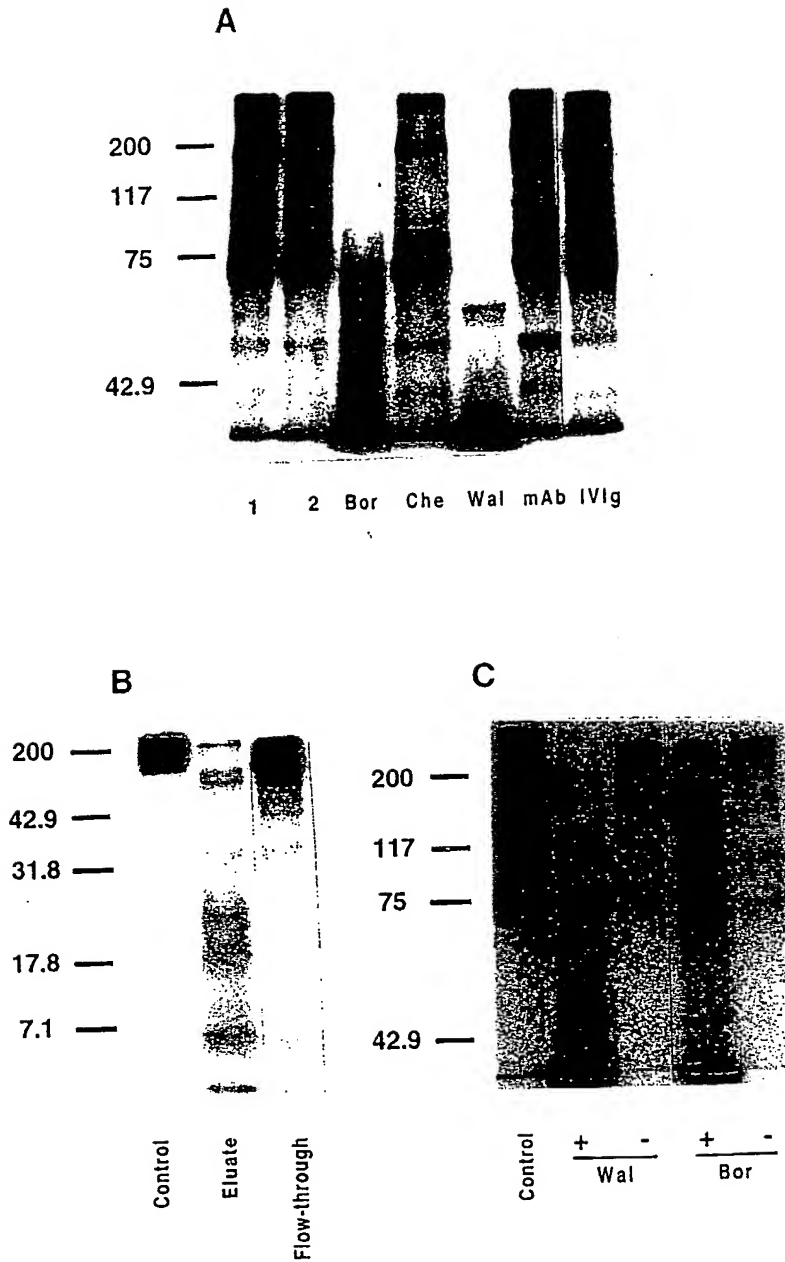 A
200
117
75
42.9
1 2 Bor Che Wal mAb IVIg
B
200
42.9
31.8
17.8
7.1
Control
Eluate
Flow-through
C
200
117
75
42.9
Control
+ - + -
Wal Bor